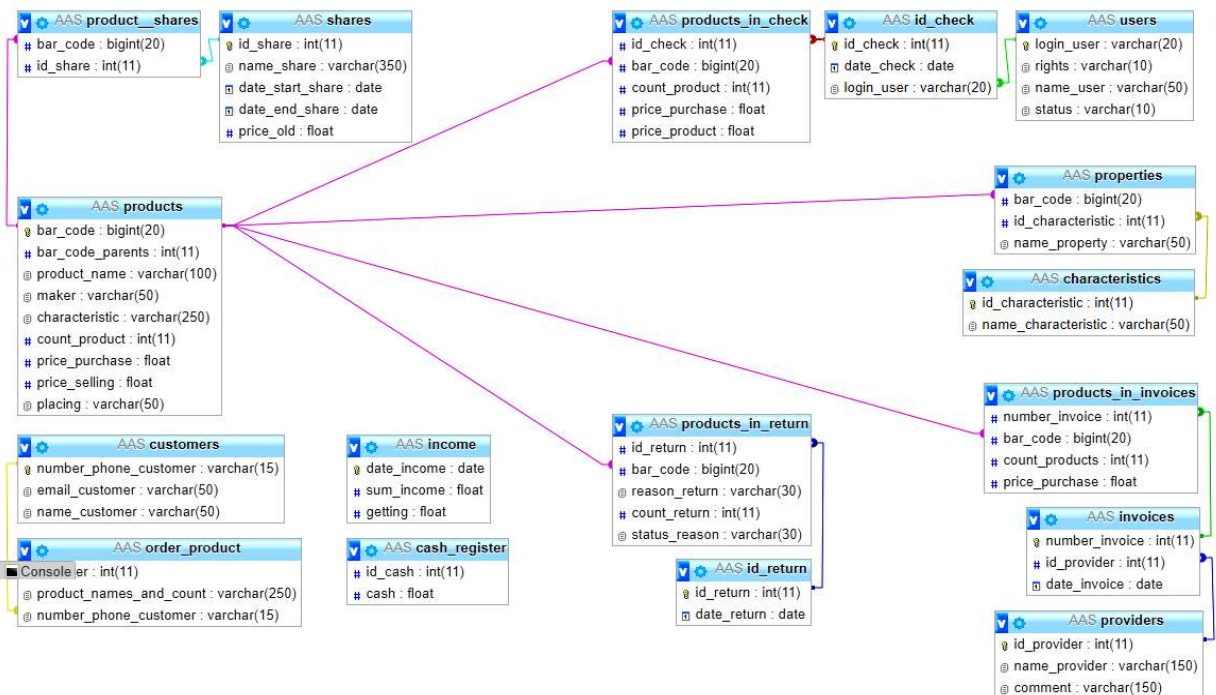 AAS product__shares
bar_code : bigint(20)
id_share : int(11)
AAS shares
id_share : int(11)
name_share : varchar(350)
date_start_share : date
date_end_share : date
price_old : float
AAS products_in_check
id_check : int(11)
bar_code : bigint(20)
count_product : int(11)
price_purchase : float
price_product : float
AAS id_check
id_check : int(11)
date_check : date
login_user : varchar(20)
AAS users
login_user : varchar(20)
rights : varchar(10)
name_user : varchar(50)
status : varchar(10)
AAS properties
bar_code : bigint(20)
id_characteristic : int(11)
name_property : varchar(50)
AAS products
bar_code : bigint(20)
bar_code_parents : int(11)
product_name : varchar(100)
maker : varchar(50)
characteristic : varchar(250)
count_product : int(11)
price_purchase : float
price_selling : float
placing : varchar(50)
AAS characteristics
id_characteristic : int(11)
name_characteristic : varchar(50)
AAS products_in_invoices
number_invoice : int(11)
bar_code : bigint(20)
count_products : int(11)
price_purchase : float
AAS customers
number_phone_customer : varchar(15)
email_customer : varchar(50)
name_customer : varchar(50)
AAS income
date_income : date
sum_income : float
getting : float
AAS products_in_return
id_return : int(11)
bar_code : bigint(20)
reason_return : varchar(30)
count_return : int(11)
status_reason : varchar(30)
AAS invoices
number_invoice : int(11)
id_provider : int(11)
date_invoice : date
AAS order_product
Console er : int(11)
product_names_and_count : varchar(250)
number_phone_customer : varchar(15)
AAS cash_register
id_cash : int(11)
cash : float
AAS id_return
id_return : int(11)
date_return : date
AAS providers
id_provider : int(11)
name_provider : varchar(150)
comment : varchar(150)